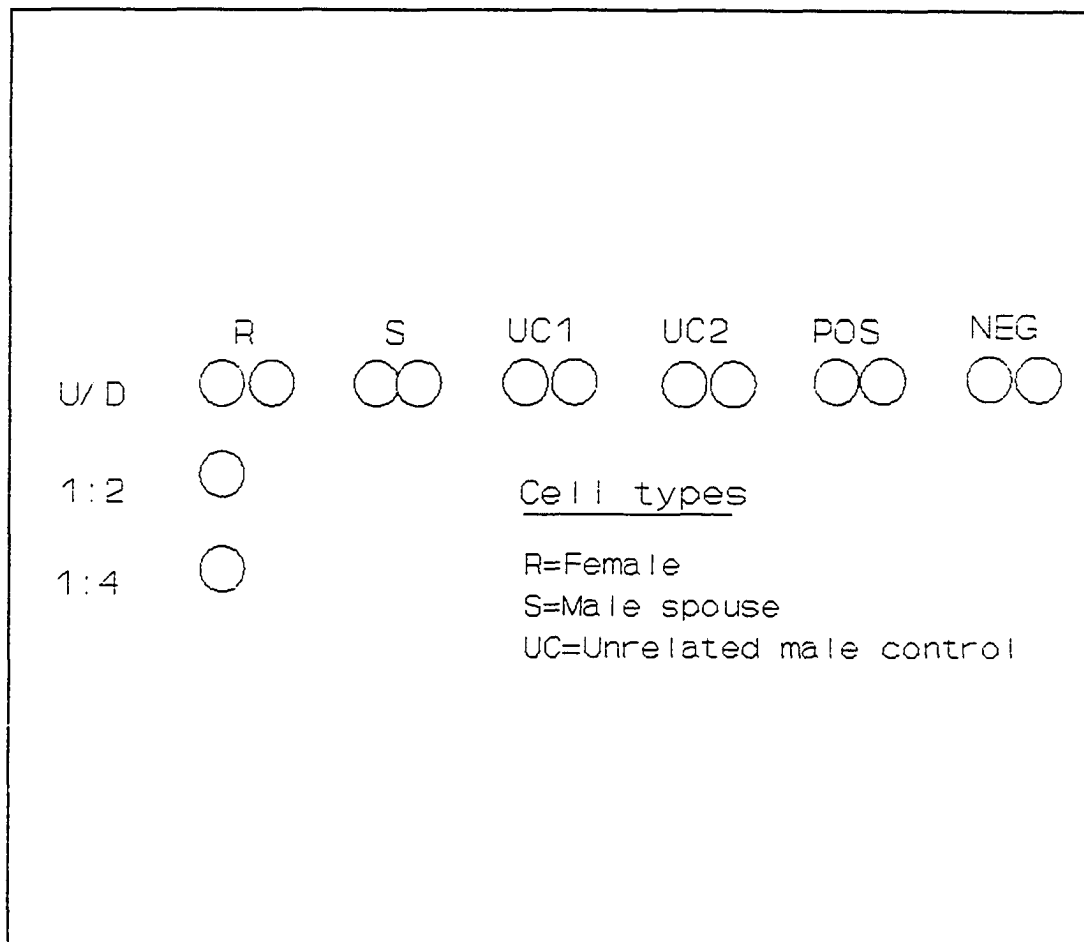 R S UC1 UC2 POS NEG
U/D
1:2
Cell types
1:4
R=Female
S=Male spouse
UC=Unrelated male control